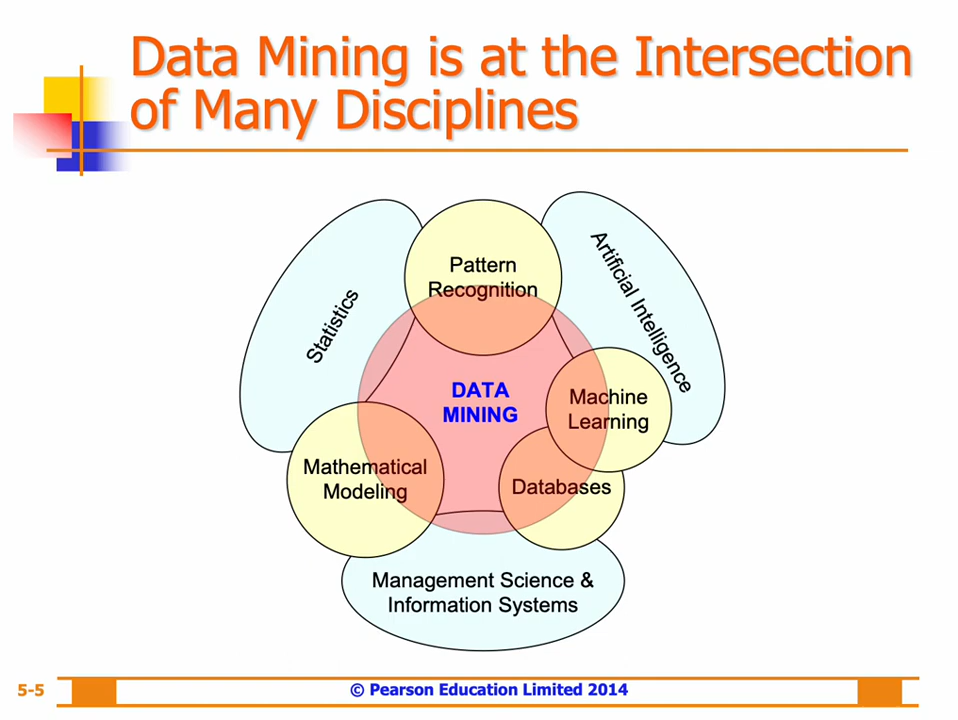 Data Mining is at the Intersection
of Many Disciplines
Pattern
Recognition
Statistics
Artificial Intelligence
DATA
MINING
Machine
Learning
Mathematical
Modeling
Databases
Management Science &
Information Systems
5-5
© Pearson Education Limited 2014